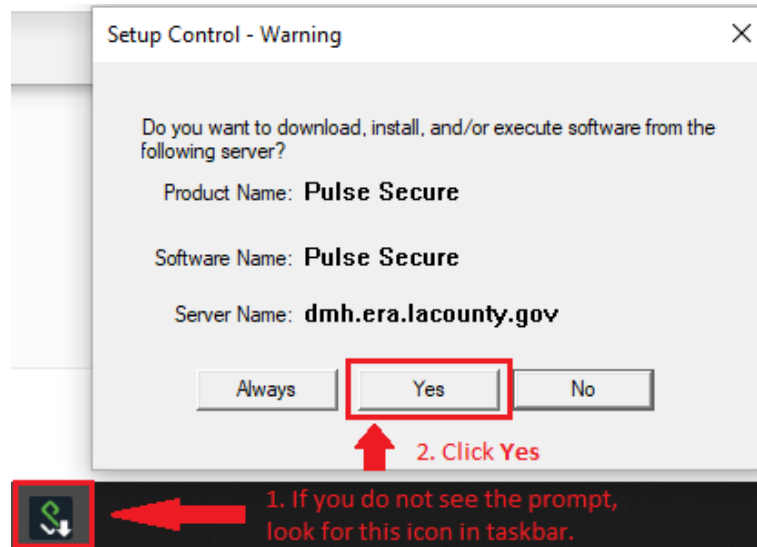 Setup Control - Warning
Do you want to download, install, and/or execute software from the
following server?
Product Name: Pulse Secure
Software Name: Pulse Secure
Server Name: dmh.era.lacounty.gov
Always Yes No
2. Click Yes
1. If you do not see the prompt,
look for this icon in taskbar.